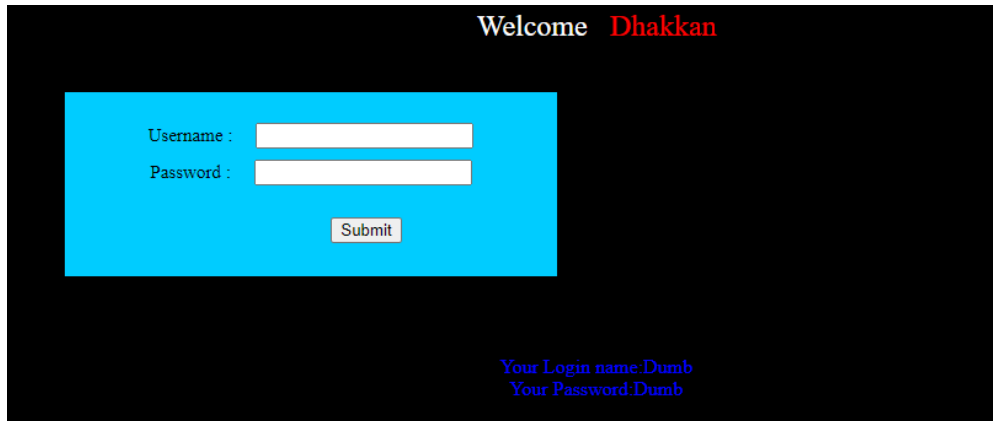 Welcome Dhakkan
Username :
Password :
Submit
Your Login name:Dumb
Your Password:Dumb